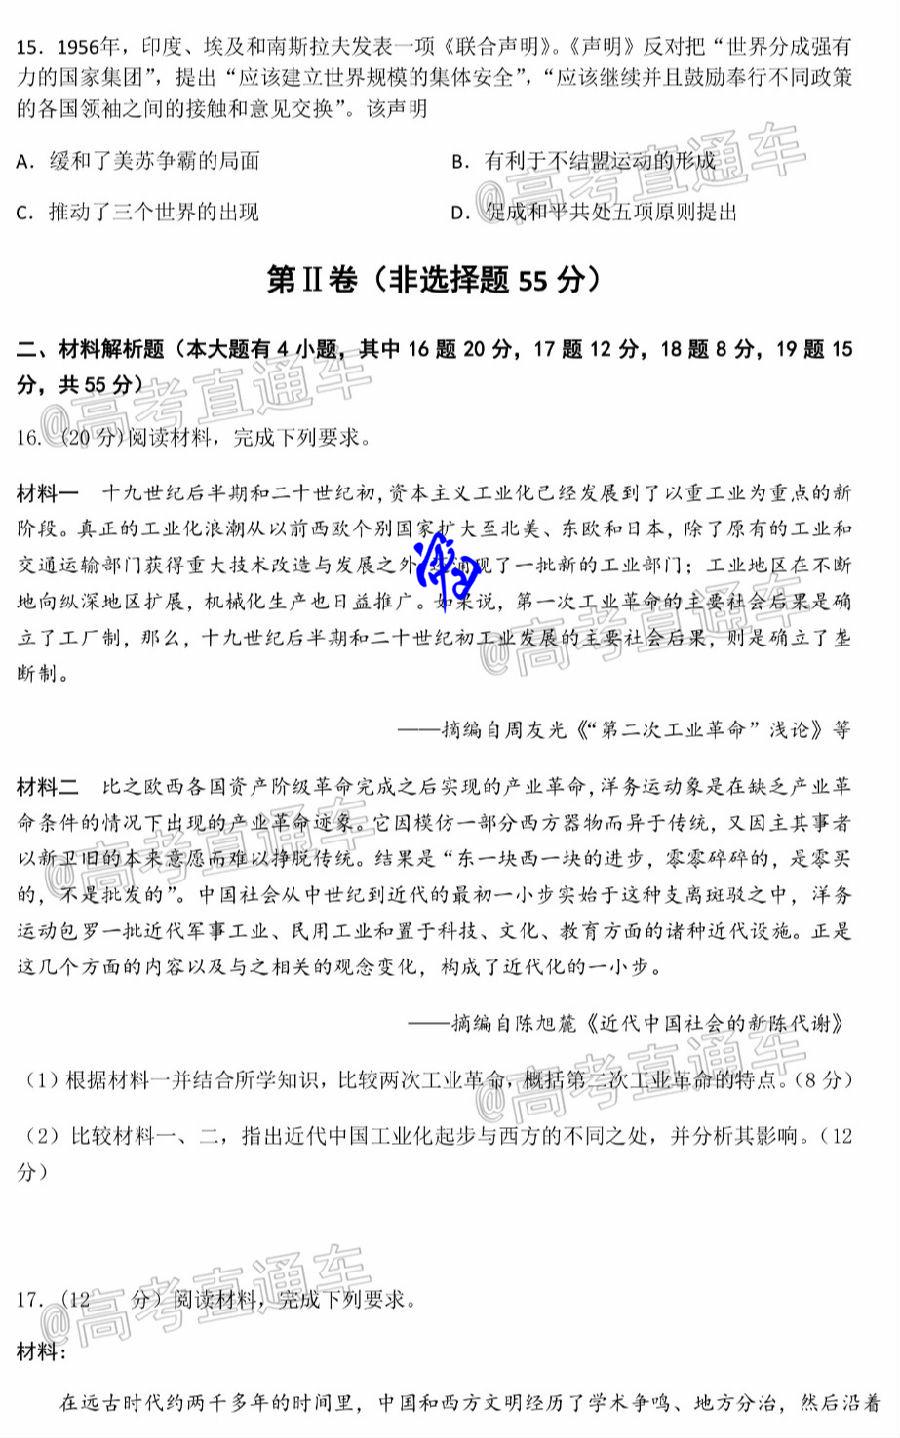 15. 1956年，印度、埃及和南斯拉夫发表一项《联合声明》。《声明》反对把“世界分成强有
力的国家集团”，提出“应该建立世界规模的集体安全”，“应该继续并且鼓励奉行不同政策
的各国领袖之间的接触和意见交换”。该声明
A. 缓和了美苏争霸的局面 B. 有利于不结盟运动的形成
@高考直通车
C. 推动了三个世界的出现 D. 促成和平共处五项原则提出
第Ⅱ卷（非选择题 55 分）
二、材料解析题（本大题有 4 小题，其中 16 题 20 分，17 题 12 分，18 题 8 分，19 题 15
分，共 55 分）
@高考直通车
16. (20 分)阅读材料，完成下列要求。
材料一 十九世纪后半期和二十世纪初，资本主义工业化已经发展到了以重工业为重点的新
阶段。真正的工业化浪潮从以前西欧个别国家扩大至北美、东欧和日本，除了原有的工业和
交通运输部门获得重大技术改造与发展之外，涌现了一批新的工业部门；工业地区在不断
地向纵深地区扩展，机械化生产也日益推广。如果说，第一次工业革命的主要社会后果是确
立了工厂制，那么，十九世纪后半期和二十世纪初工业发展的主要社会后果，则是确立了垄
@高考直通车
断制。
——摘编自周友光《“第二次工业革命”浅论》等
材料二 比之欧西各国资产阶级革命完成之后实现的产业革命，洋务运动象是在缺乏产业革
命条件的情况下出现的产业革命迹象。它因模仿一部分西方器物而异于传统，又因主其事者
以新卫旧的本来意愿而难以挣脱传统。结果是“东一块西一块的进步，零零碎碎的，是零买
@高考直通车
的，不是批发的”。中国社会从中世纪到近代的最初一小步实始于这种支离斑驳之中，洋务
运动包罗一批近代军事工业、民用工业和置于科技、文化、教育方面的诸种近代设施。正是
这几个方面的内容以及与之相关的观念变化，构成了近代化的一小步。
——摘编自陈旭麓《近代中国社会的新陈代谢》
（1）根据材料一并结合所学知识，比较两次工业革命，概括第二次工业革命的特点。（8 分）
@高考直通车
（2）比较材料一、二，指出近代中国工业化起步与西方的不同之处，并分析其影响。（12
分）
17. (12 分）阅读材料，完成下列要求。
@高考直通车
材料：
在远古时代约两千多年的时间里，中国和西方文明经历了学术争鸣、地方分治，然后沿着